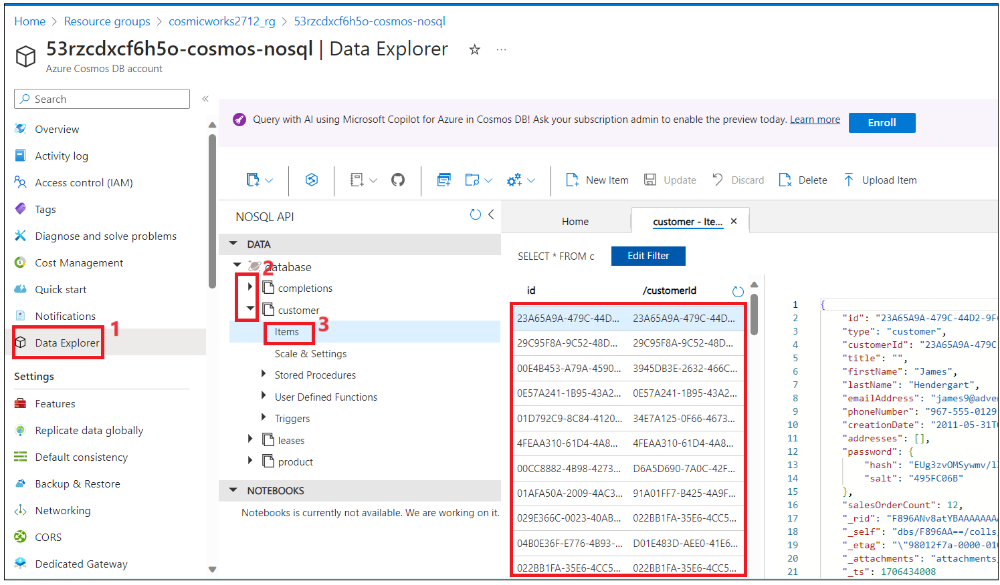 Home > Resource groups > cosmicworks2712_rg > 53rzcdxcf6h5o-cosmos-nosql
53rzcdxcf6h5o-cosmos-nosql | Data Explorer ☆ ...
Azure Cosmos DB account
Search «
Overview
Activity log
Access control (IAM)
Tags
Diagnose and solve problems
Cost Management
Quick start
Notifications
Data Explorer
1
Settings
Features
Replicate data globally
Default consistency
Backup & Restore
Networking
CORS
Dedicated Gateway
Query with AI using Microsoft Copilot for Azure in Cosmos DB! Ask your subscription admin to enable the preview today. Learn more
Enroll
New Item Update Discard Delete Upload Item
NOSQL API
DATA
database
2
completions
customer
Items
3
Scale & Settings
Stored Procedures
User Defined Functions
Triggers
leases
product
NOTEBOOKS
Notebooks is currently not available. We are working on it.
Home customer - Ite... ×
SELECT * FROM c Edit Filter
id /customerId
23A65A9A-479C-44D... 23A65A9A-479C-44D...
29C95F8A-9C52-48D... 29C95F8A-9C52-48D...
00E4B453-A79A-4590... 3945DB3E-2632-466C...
0E57A241-1B95-43A2... 0E57A241-1B95-43A2...
01D792C9-8C84-4120... 34E7A125-0F66-4673...
4FEAA310-61D4-4A8... 4FEAA310-61D4-4A8...
00CC8882-4B98-4273... D6A5D690-7A0C-42F...
01AFA50A-2009-4AC3... 91A01FF7-B425-4A9F...
029E366C-0023-40AB... 022BB1FA-35E6-4CC5...
04B0E36F-E776-4B93-... D01E483D-AEE0-41E6...
022BB1FA-35E6-4CC5... 022BB1FA-35E6-4CC5...
1 {
2 "id": "23A65A9A-479C-44D2-9F
3 "type": "customer",
4 "customerId": "23A65A9A-479C
5 "title": "",
6 "firstName": "James",
7 "lastName": "Hendergart",
8 "emailAddress": "james9@adve
9 "phoneNumber": "967-555-0129
10 "creationDate": "2011-05-31T
11 "addresses": [],
12 "password": {
13 "hash": "EUg3zvOMSywmv/l
14 "salt": "495FC06B"
15 },
16 "salesOrderCount": 12,
17 "_rid": "F896ANv8atYBAAAAAAA
18 "_self": "dbs/F896AA==/colls
19 "_etag": "\"98012f7a-0000-01
20 "_attachments": "attachments
21 "_ts": 1706434008